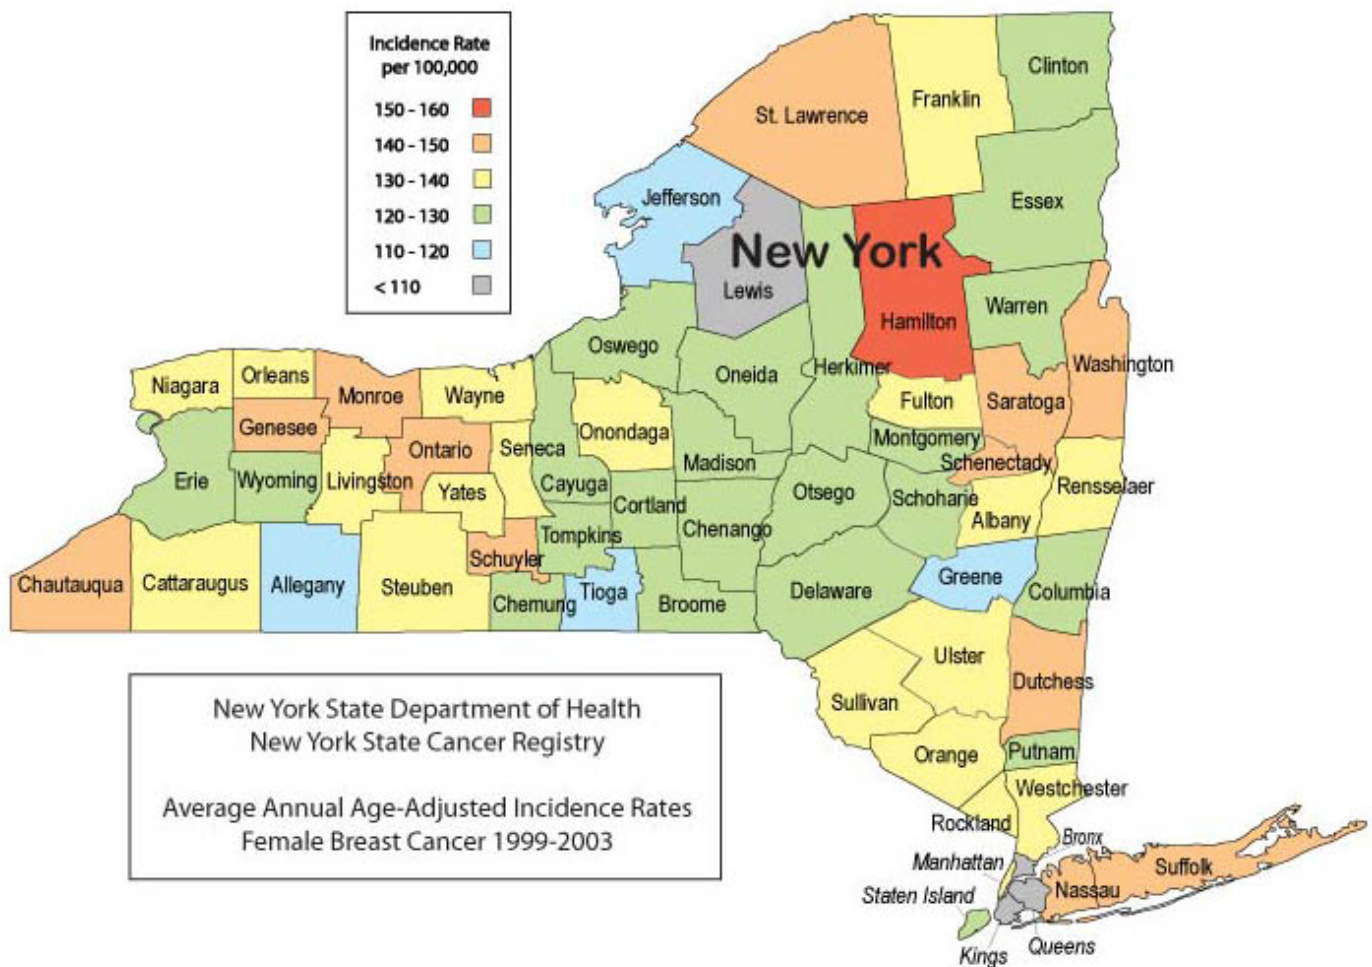 Incidence Rate
per 100,000
150 - 160
140 - 150
130 - 140
120 - 130
110 - 120
< 110
Clinton
Franklin
St. Lawrence
Essex
Jefferson
New York
Lewis
Hamilton
Warren
Oswego
Oneida
Herkimer
Washington
Niagara
Orleans
Monroe
Wayne
Fulton
Saratoga
Genesee
Ontario
Seneca
Onondaga
Montgomery
Madison
Schenectady
Erie
Wyoming
Livingston
Yates
Cayuga
Cortland
Otsego
Schoharie
Rensselaer
Albany
Chenango
Tompkins
Schuyler
Chautauqua
Cattaraugus
Allegany
Steuben
Chemung
Tioga
Broome
Delaware
Greene
Columbia
Ulster
Dutchess
Sullivan
Orange
Putnam
Westchester
Rockland
Bronx
Manhattan
Suffolk
Nassau
Staten Island
Kings
Queens
New York State Department of Health
New York State Cancer Registry
Average Annual Age-Adjusted Incidence Rates
Female Breast Cancer 1999-2003